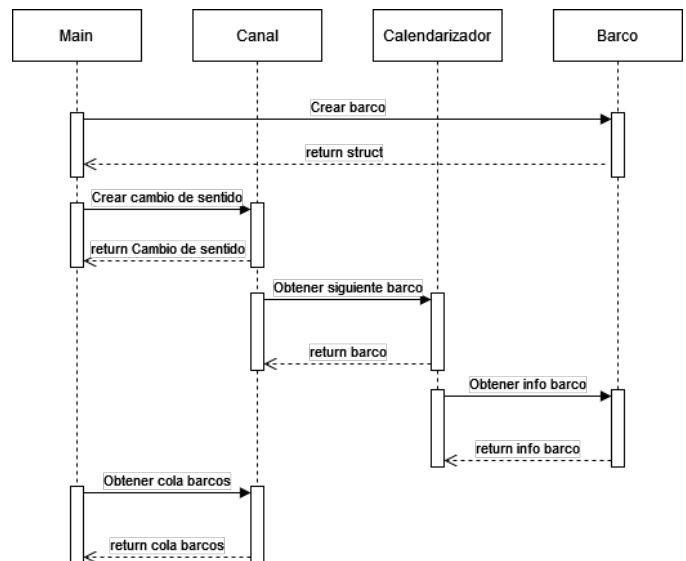 Main
Canal
Calendarizador
Barco
Crear barco
return struct
Crear cambio de sentido
return Cambio de sentido
Obtener siguiente barco
return barco
Obtener info barco
return info barco
Obtener cola barcos
return cola barcos